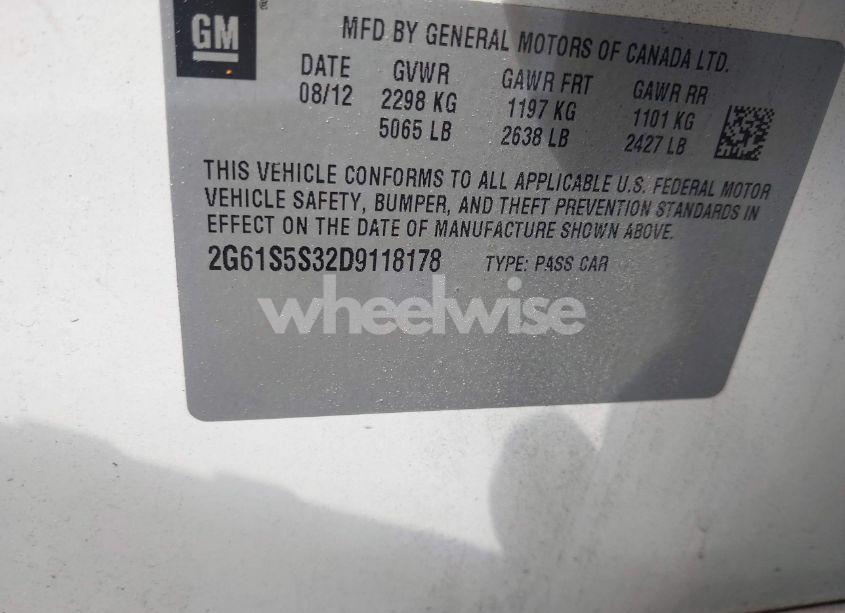 GM ®
MFD BY GENERAL MOTORS OF CANADA LTD.
DATE GVWR GAWR FRT GAWR RR
08/12 2298 KG 1197 KG 1101 KG
5065 LB 2638 LB 2427 LB
THIS VEHICLE CONFORMS TO ALL APPLICABLE U.S. FEDERAL MOTOR
VEHICLE SAFETY, BUMPER, AND THEFT PREVENTION STANDARDS IN
EFFECT ON THE DATE OF MANUFACTURE SHOWN ABOVE.
2G61S5S32D9118178 TYPE: PASS CAR
wheelwise